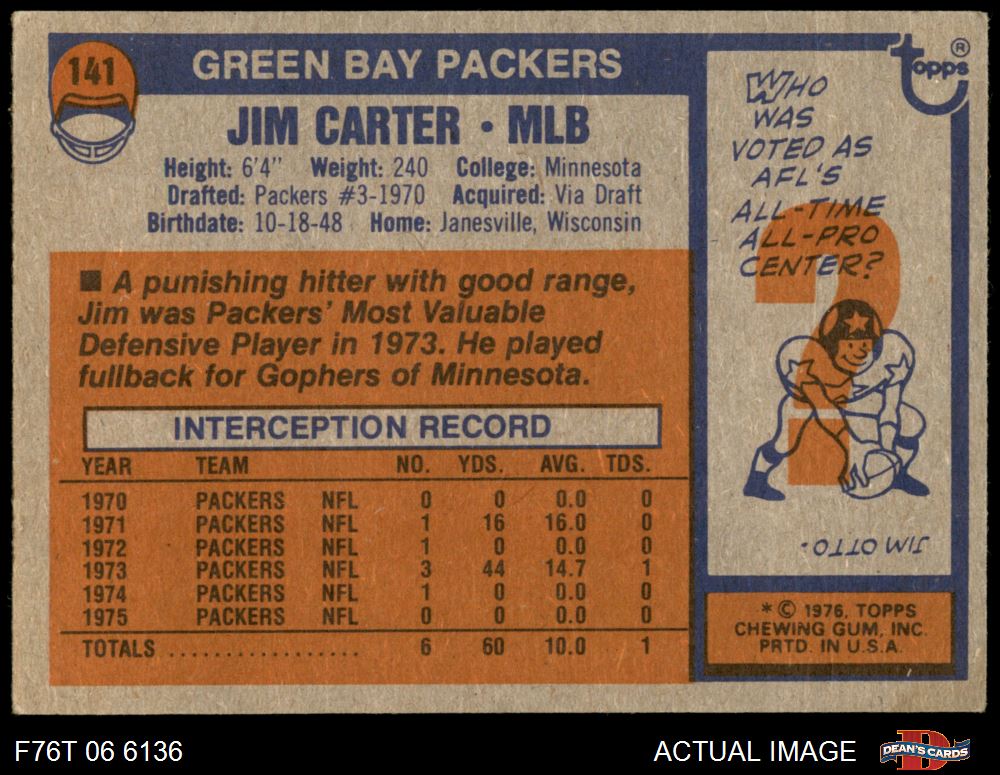 141
GREEN BAY PACKERS
JIM CARTER • MLB
Height: 6'4" Weight: 240 College: Minnesota
Drafted: Packers #3-1970 Acquired: Via Draft
Birthdate: 10-18-48 Home: Janesville, Wisconsin
■ A punishing hitter with good range,
Jim was Packers' Most Valuable
Defensive Player in 1973. He played
fullback for Gophers of Minnesota.
INTERCEPTION RECORD
YEAR TEAM NO. YDS. AVG. TDS.
1970 PACKERS NFL 0 0 0.0 0
1971 PACKERS NFL 1 16 16.0 0
1972 PACKERS NFL 1 0 0.0 0
1973 PACKERS NFL 3 44 14.7 1
1974 PACKERS NFL 1 0 0.0 0
1975 PACKERS NFL 0 0 0.0 0
TOTALS ................. 6 60 10.0 1
topps ®
WHO
WAS
VOTED AS
AFL'S
ALL-TIME
ALL-PRO
CENTER?
?
JIM OTTO.
* © 1976, TOPPS
CHEWING GUM, INC.
PRTD. IN U.S.A.
F76T 06 6136
ACTUAL IMAGE
D
DEAN'S CARDS